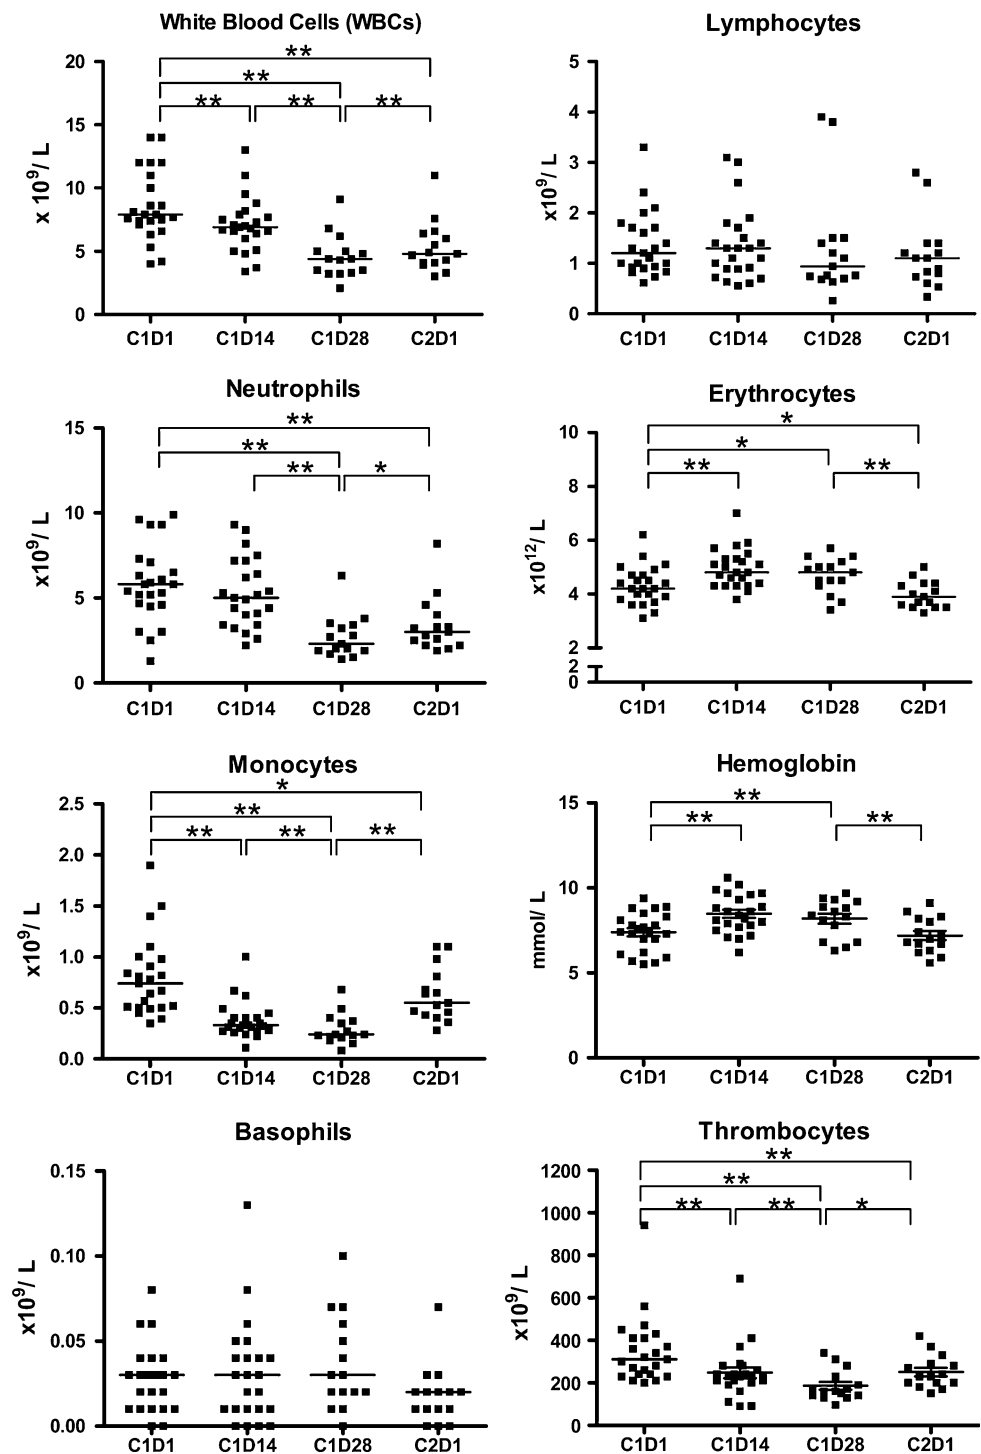 White Blood Cells (WBCs)
**
**
** ** **
x 10⁹/ L
20
15
10
5
0
C1D1 C1D14 C1D28 C2D1
Lymphocytes
x10⁹/ L
5
4
3
2
1
0
C1D1 C1D14 C1D28 C2D1
Neutrophils
**
**
** *
x10⁹/ L
15
10
5
0
C1D1 C1D14 C1D28 C2D1
Erythrocytes
*
*
** **
x10¹²/ L
10
8
6
4
2
2
0
C1D1 C1D14 C1D28 C2D1
Monocytes
*
**
** ** **
x10⁹/ L
2.5
2.0
1.5
1.0
0.5
0.0
C1D1 C1D14 C1D28 C2D1
Hemoglobin
**
** **
mmol/ L
15
10
5
0
C1D1 C1D14 C1D28 C2D1
Basophils
x10⁹/ L
0.15
0.10
0.05
0.00
C1D1 C1D14 C1D28 C2D1
Thrombocytes
**
**
** ** *
x10⁹/ L
1200
1000
800
600
400
200
0
C1D1 C1D14 C1D28 C2D1